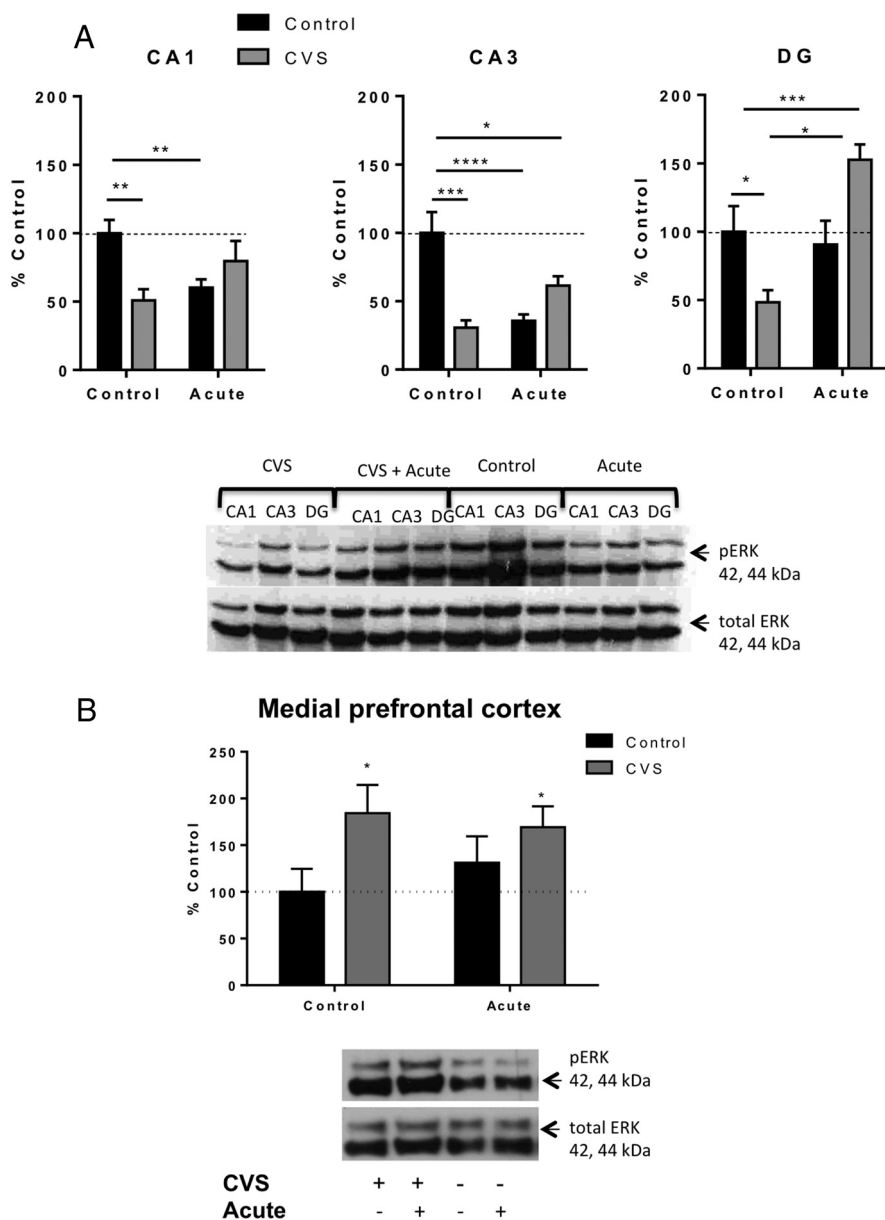 A
Control
CVS
CA1
CA3
DG
% Control
200
150
100
50
0
**
**
Control
Acute
% Control
200
150
100
50
0
*
****
***
Control
Acute
% Control
200
150
100
50
0
***
*
*
Control
Acute
CVS
CVS + Acute
Control
Acute
CA1 CA3 DG CA1 CA3 DG CA1 CA3 DG CA1 CA3 DG
pERK
42, 44 kDa
total ERK
42, 44 kDa
B
Medial prefrontal cortex
Control
CVS
% Control
250
200
150
100
50
0
*
*
Control
Acute
pERK
42, 44 kDa
total ERK
42, 44 kDa
CVS + + - -
Acute - + - +